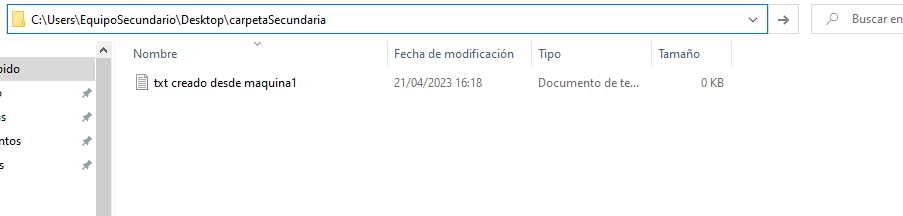 C:\Users\EquipoSecundario\Desktop\carpetaSecundaria
Buscar en
Nombre
Fecha de modificación
Tipo
Tamaño
txt creado desde maquina1
21/04/2023 16:18
Documento de te...
0 KB
pido
o
as
ntos
s